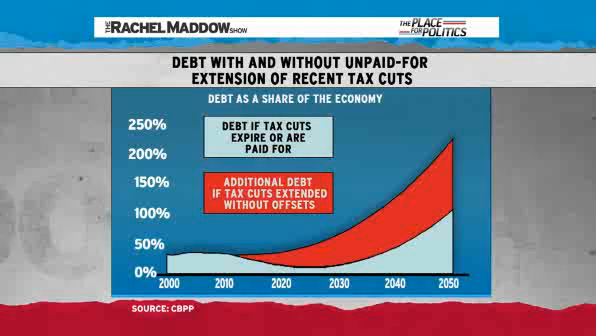 THE RACHEL MADDOW SHOW
THE PLACE
FOR POLITICS
DEBT WITH AND WITHOUT UNPAID-FOR
EXTENSION OF RECENT TAX CUTS
DEBT AS A SHARE OF THE ECONOMY
250%
200%
150%
100%
50%
0%
DEBT IF TAX CUTS
EXPIRE OR ARE
PAID FOR
ADDITIONAL DEBT
IF TAX CUTS EXTENDED
WITHOUT OFFSETS
2000 2010 2020 2030 2040 2050
SOURCE: CBPP